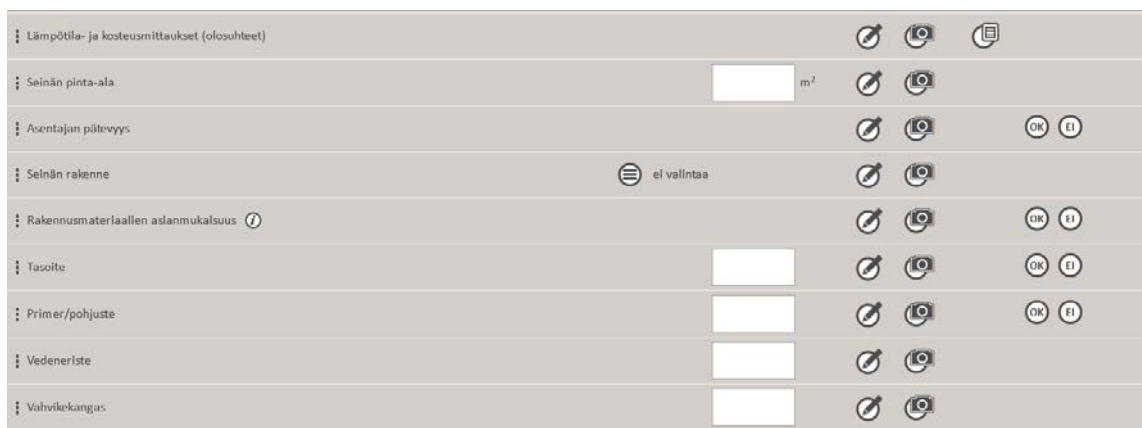 Lämpötila- ja kosteusmittaukset (olosuhteet)
Seinän pinta-ala m²
Asentajan pätevyys OK EI
Seinän rakenne ei valintaa
Rakennusmateriaalien asianmukaisuus i OK EI
Tasoite OK EI
Primer/pohjuste OK EI
Vedeneriste
Vahvikekangas